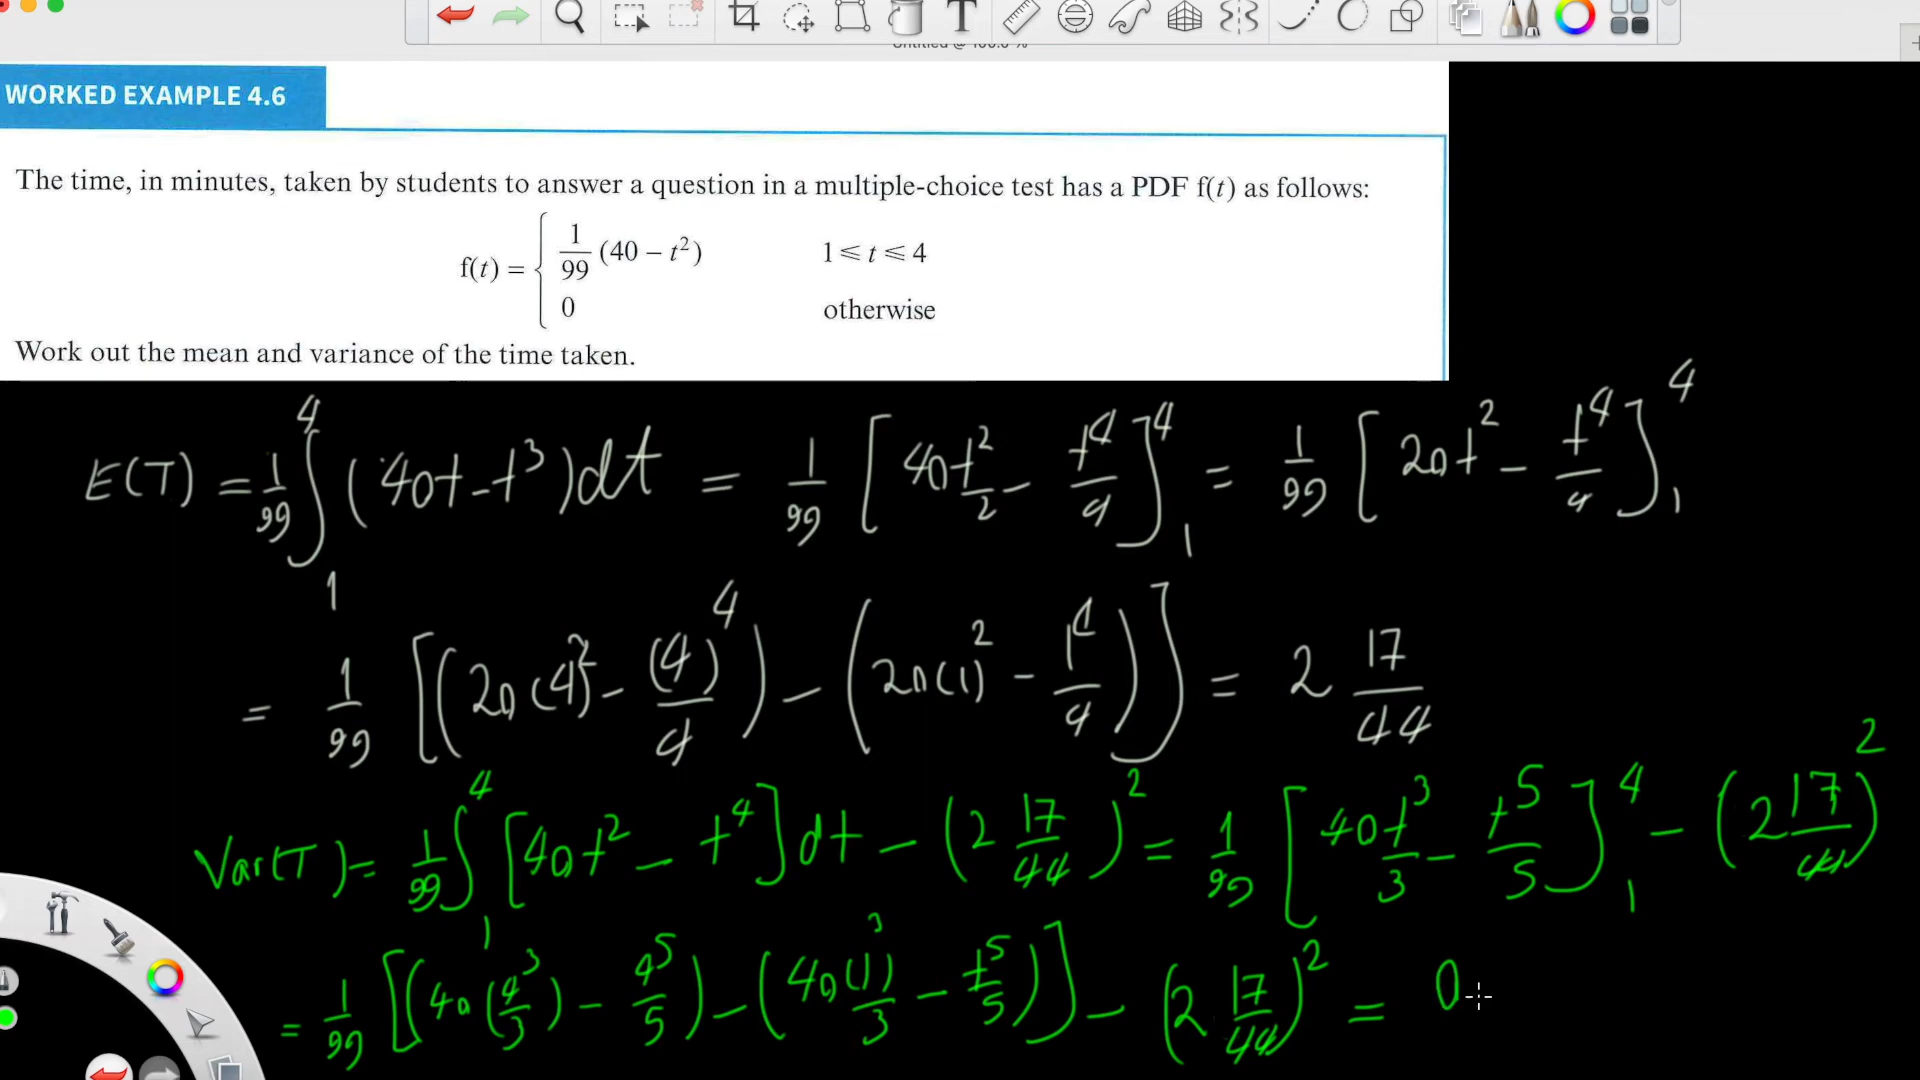 WORKED EXAMPLE 4.6
The time, in minutes, taken by students to answer a question in a multiple-choice test has a PDF f(t) as follows:
f(t) = { 1/99 (40 – t²) 1 ⩽ t ⩽ 4
0 otherwise
Work out the mean and variance of the time taken.
E(T) = 1/99 ∫₁⁴ (40t - t³)dt = 1/99 [40t²/2 - t⁴/4]₁⁴ = 1/99 [20t² - t⁴/4]₁⁴
= 1/99 [(20(4)² - (4)⁴/4) - (20(1)² - 1⁴/4)] = 2 17/44
Var(T) = 1/99 ∫₁⁴ [40t² - t⁴]dt - (2 17/44)² = 1/99 [40t³/3 - t⁵/5]₁⁴ - (2 17/44)²
= 1/99 [(40(4³/3) - 4⁵/5) - (40(1)³/3 - t⁵/5)] - (2 17/44)² = 0.